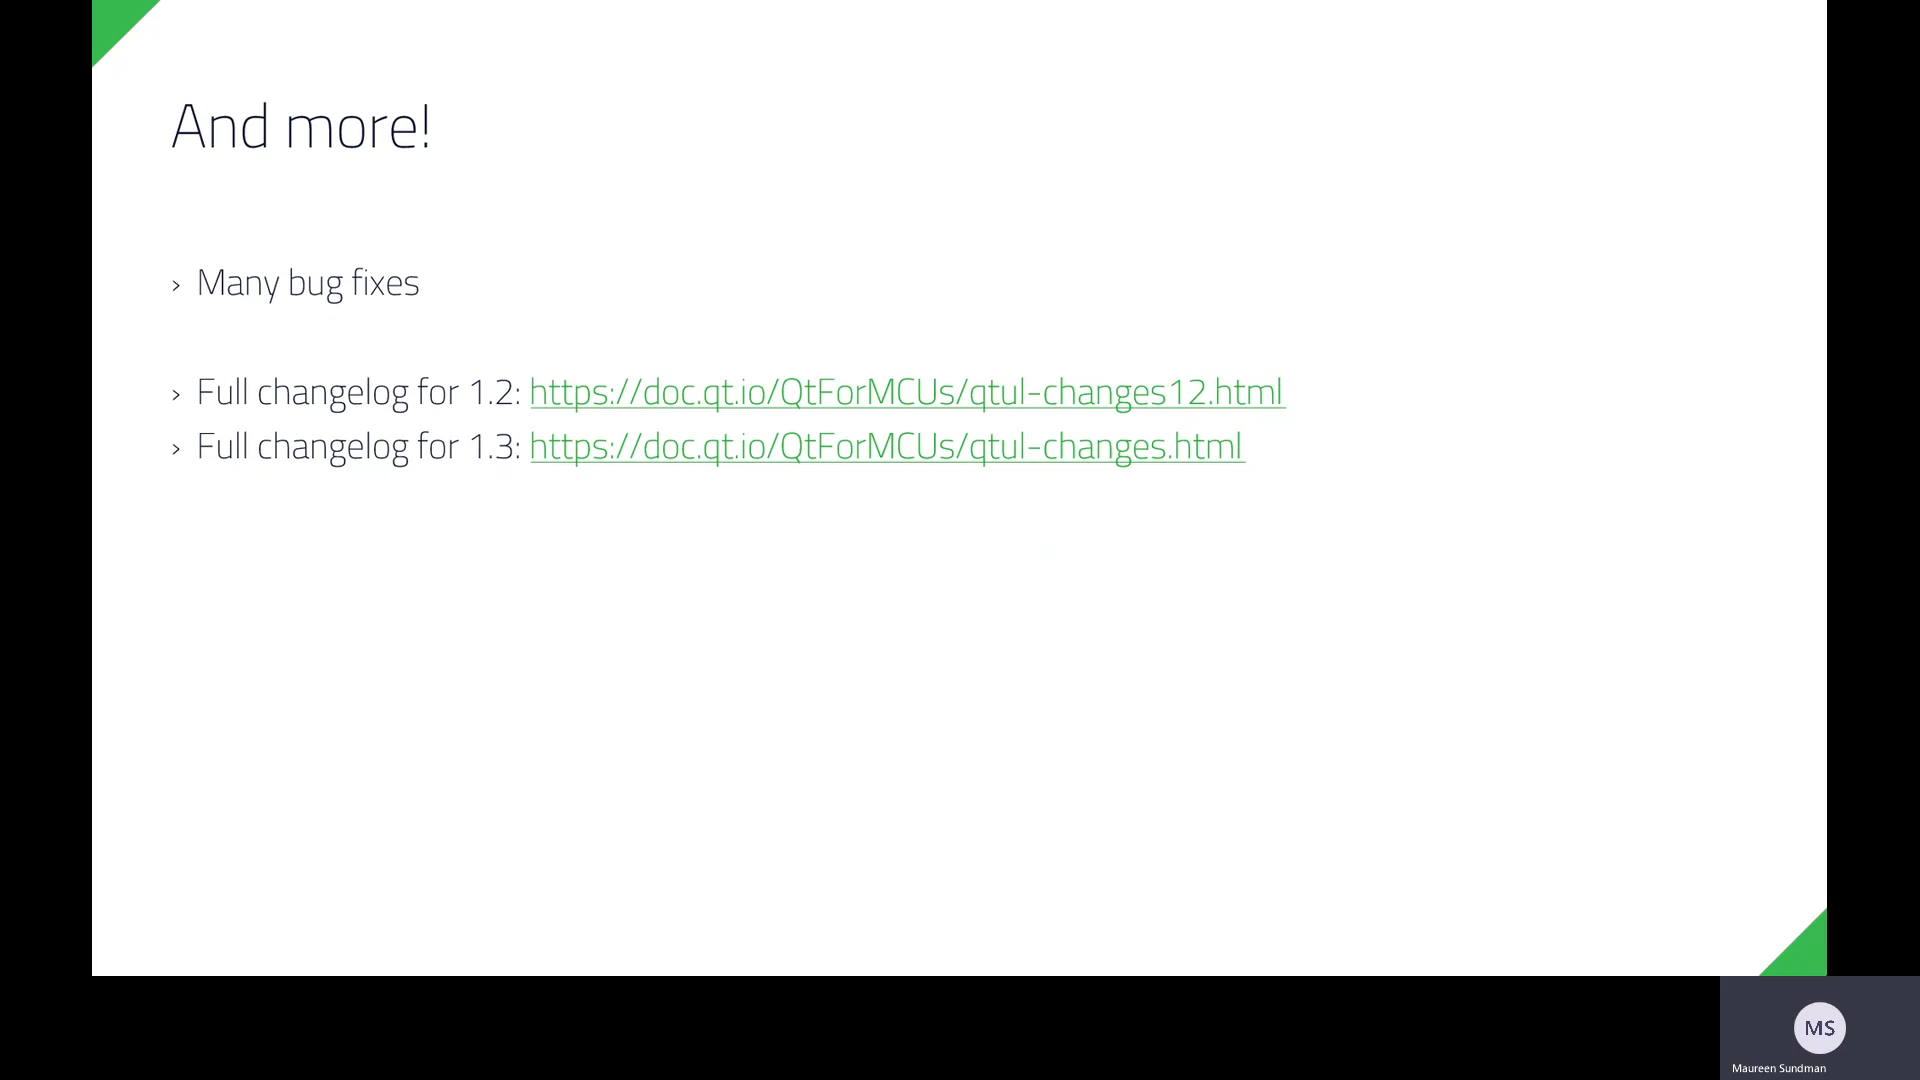 And more!
› Many bug fixes
› Full changelog for 1.2: https://doc.qt.io/QtForMCUs/qtul-changes12.html
› Full changelog for 1.3: https://doc.qt.io/QtForMCUs/qtul-changes.html
MS
Maureen Sundman